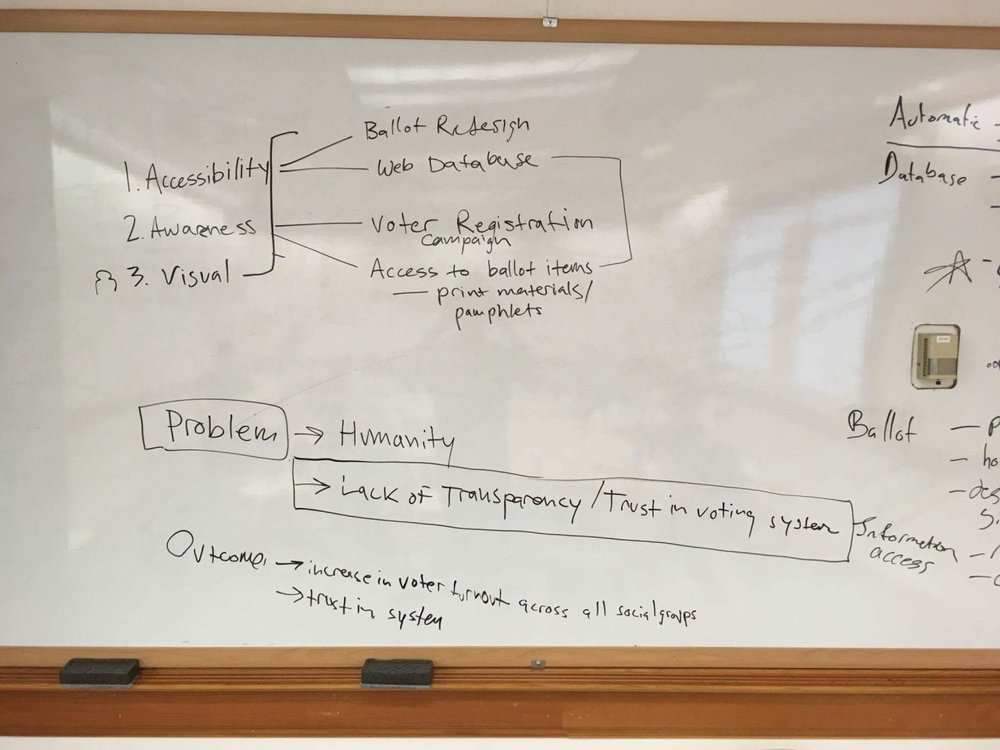 Ballot Redesign
1. Accessibility
Web Database
2. Awareness
Voter Registration
Campaign
3. Visual
Access to ballot items
— print materials/
pamphlets
Problem → Humanity
→ Lack of Transparency / Trust in voting system
Information
access
Outcome: → increase in voter turnout across all social groups
→ trust in system
Automatic -
Database -
-
Ballot - P
- ho
- des